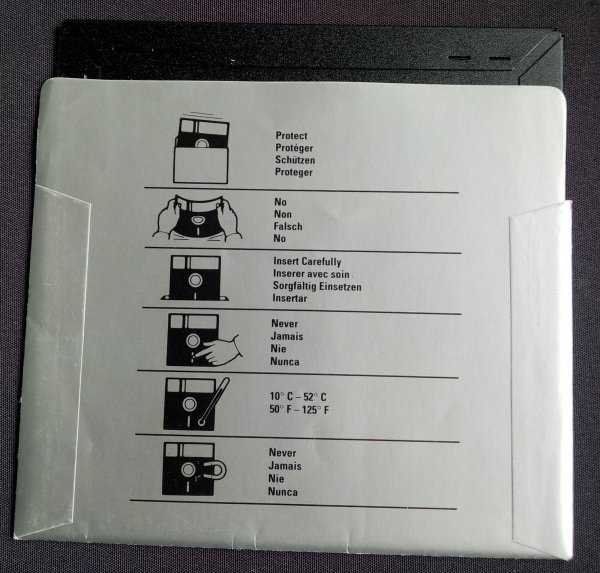 Protect
Protéger
Schützen
Proteger
No
Non
Falsch
No
Insert Carefully
Inserer avec soin
Sorgfältig Einsetzen
Insertar
Never
Jamais
Nie
Nunca
10° C – 52° C
50° F – 125° F
Never
Jamais
Nie
Nunca